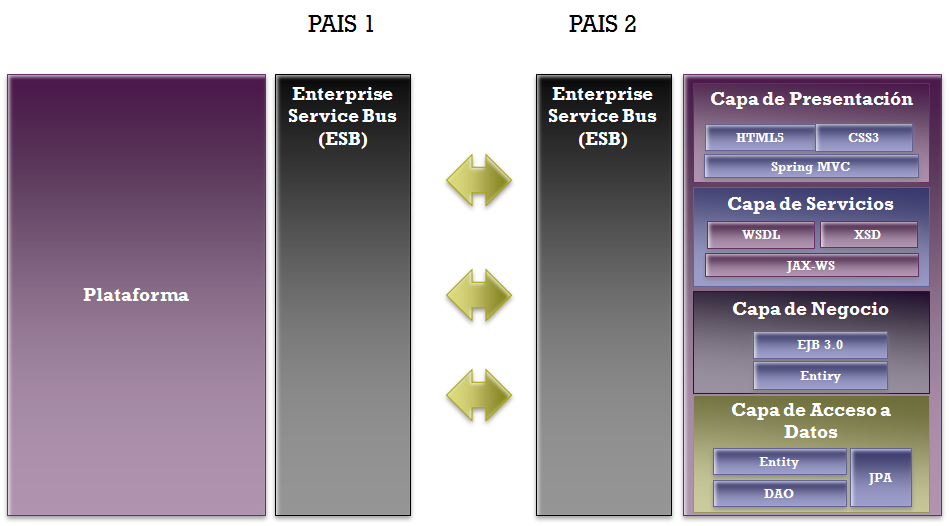 PAIS 1
PAIS 2
Plataforma
Enterprise
Service Bus
(ESB)
Enterprise
Service Bus
(ESB)
Capa de Presentación
HTML5
CSS3
Spring MVC
Capa de Servicios
WSDL
XSD
JAX-WS
Capa de Negocio
EJB 3.0
Entiry
Capa de Acceso a
Datos
Entity
DAO
JPA